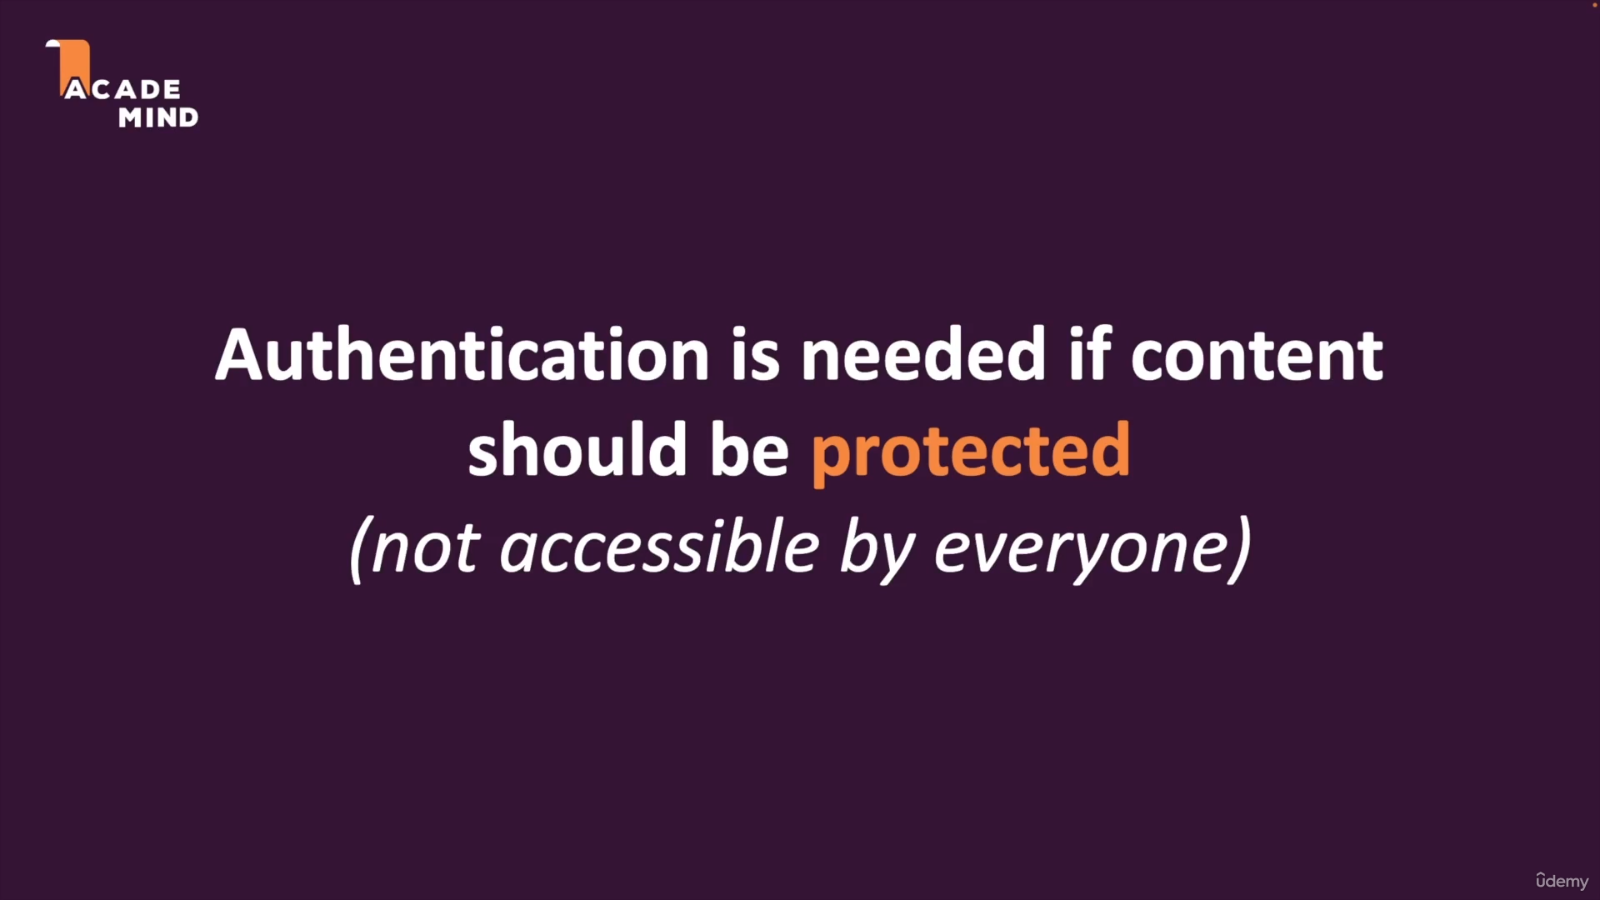 ACADE
MIND
Authentication is needed if content
should be protected
(not accessible by everyone)
ûdemy